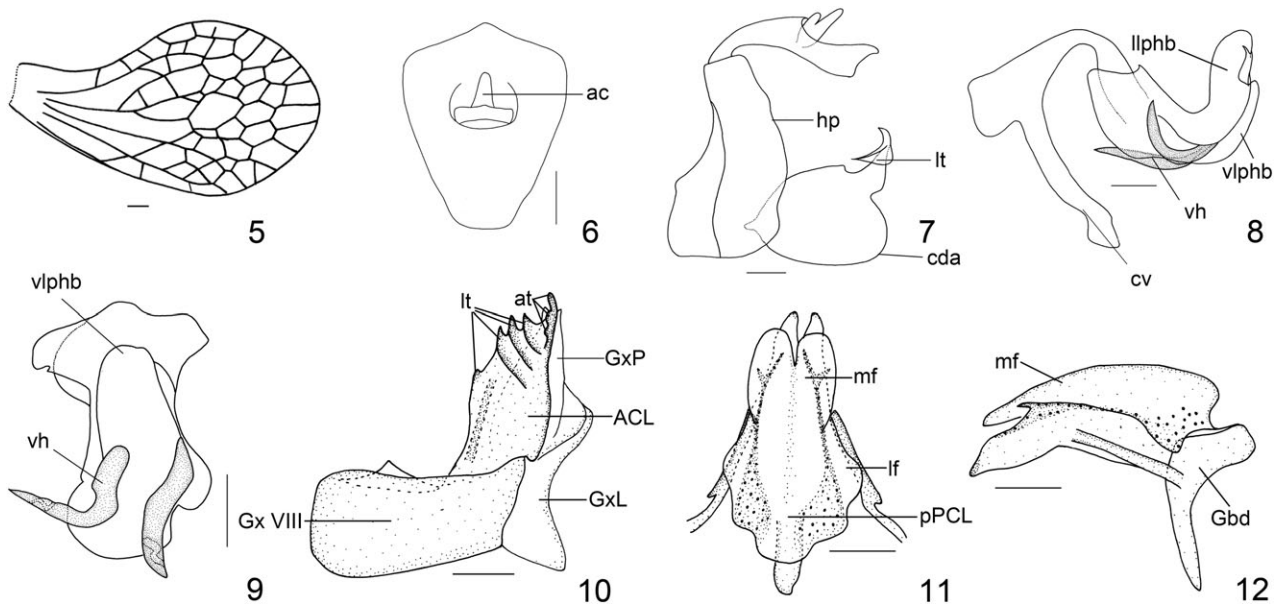 ac
5
6
hp
lt
cda
7
llphb
vlphb
vh
cv
8
vlphb
vh
9
lt
at
GxP
ACL
GxL
Gx VIII
10
mf
lf
pPCL
11
mf
Gbd
12